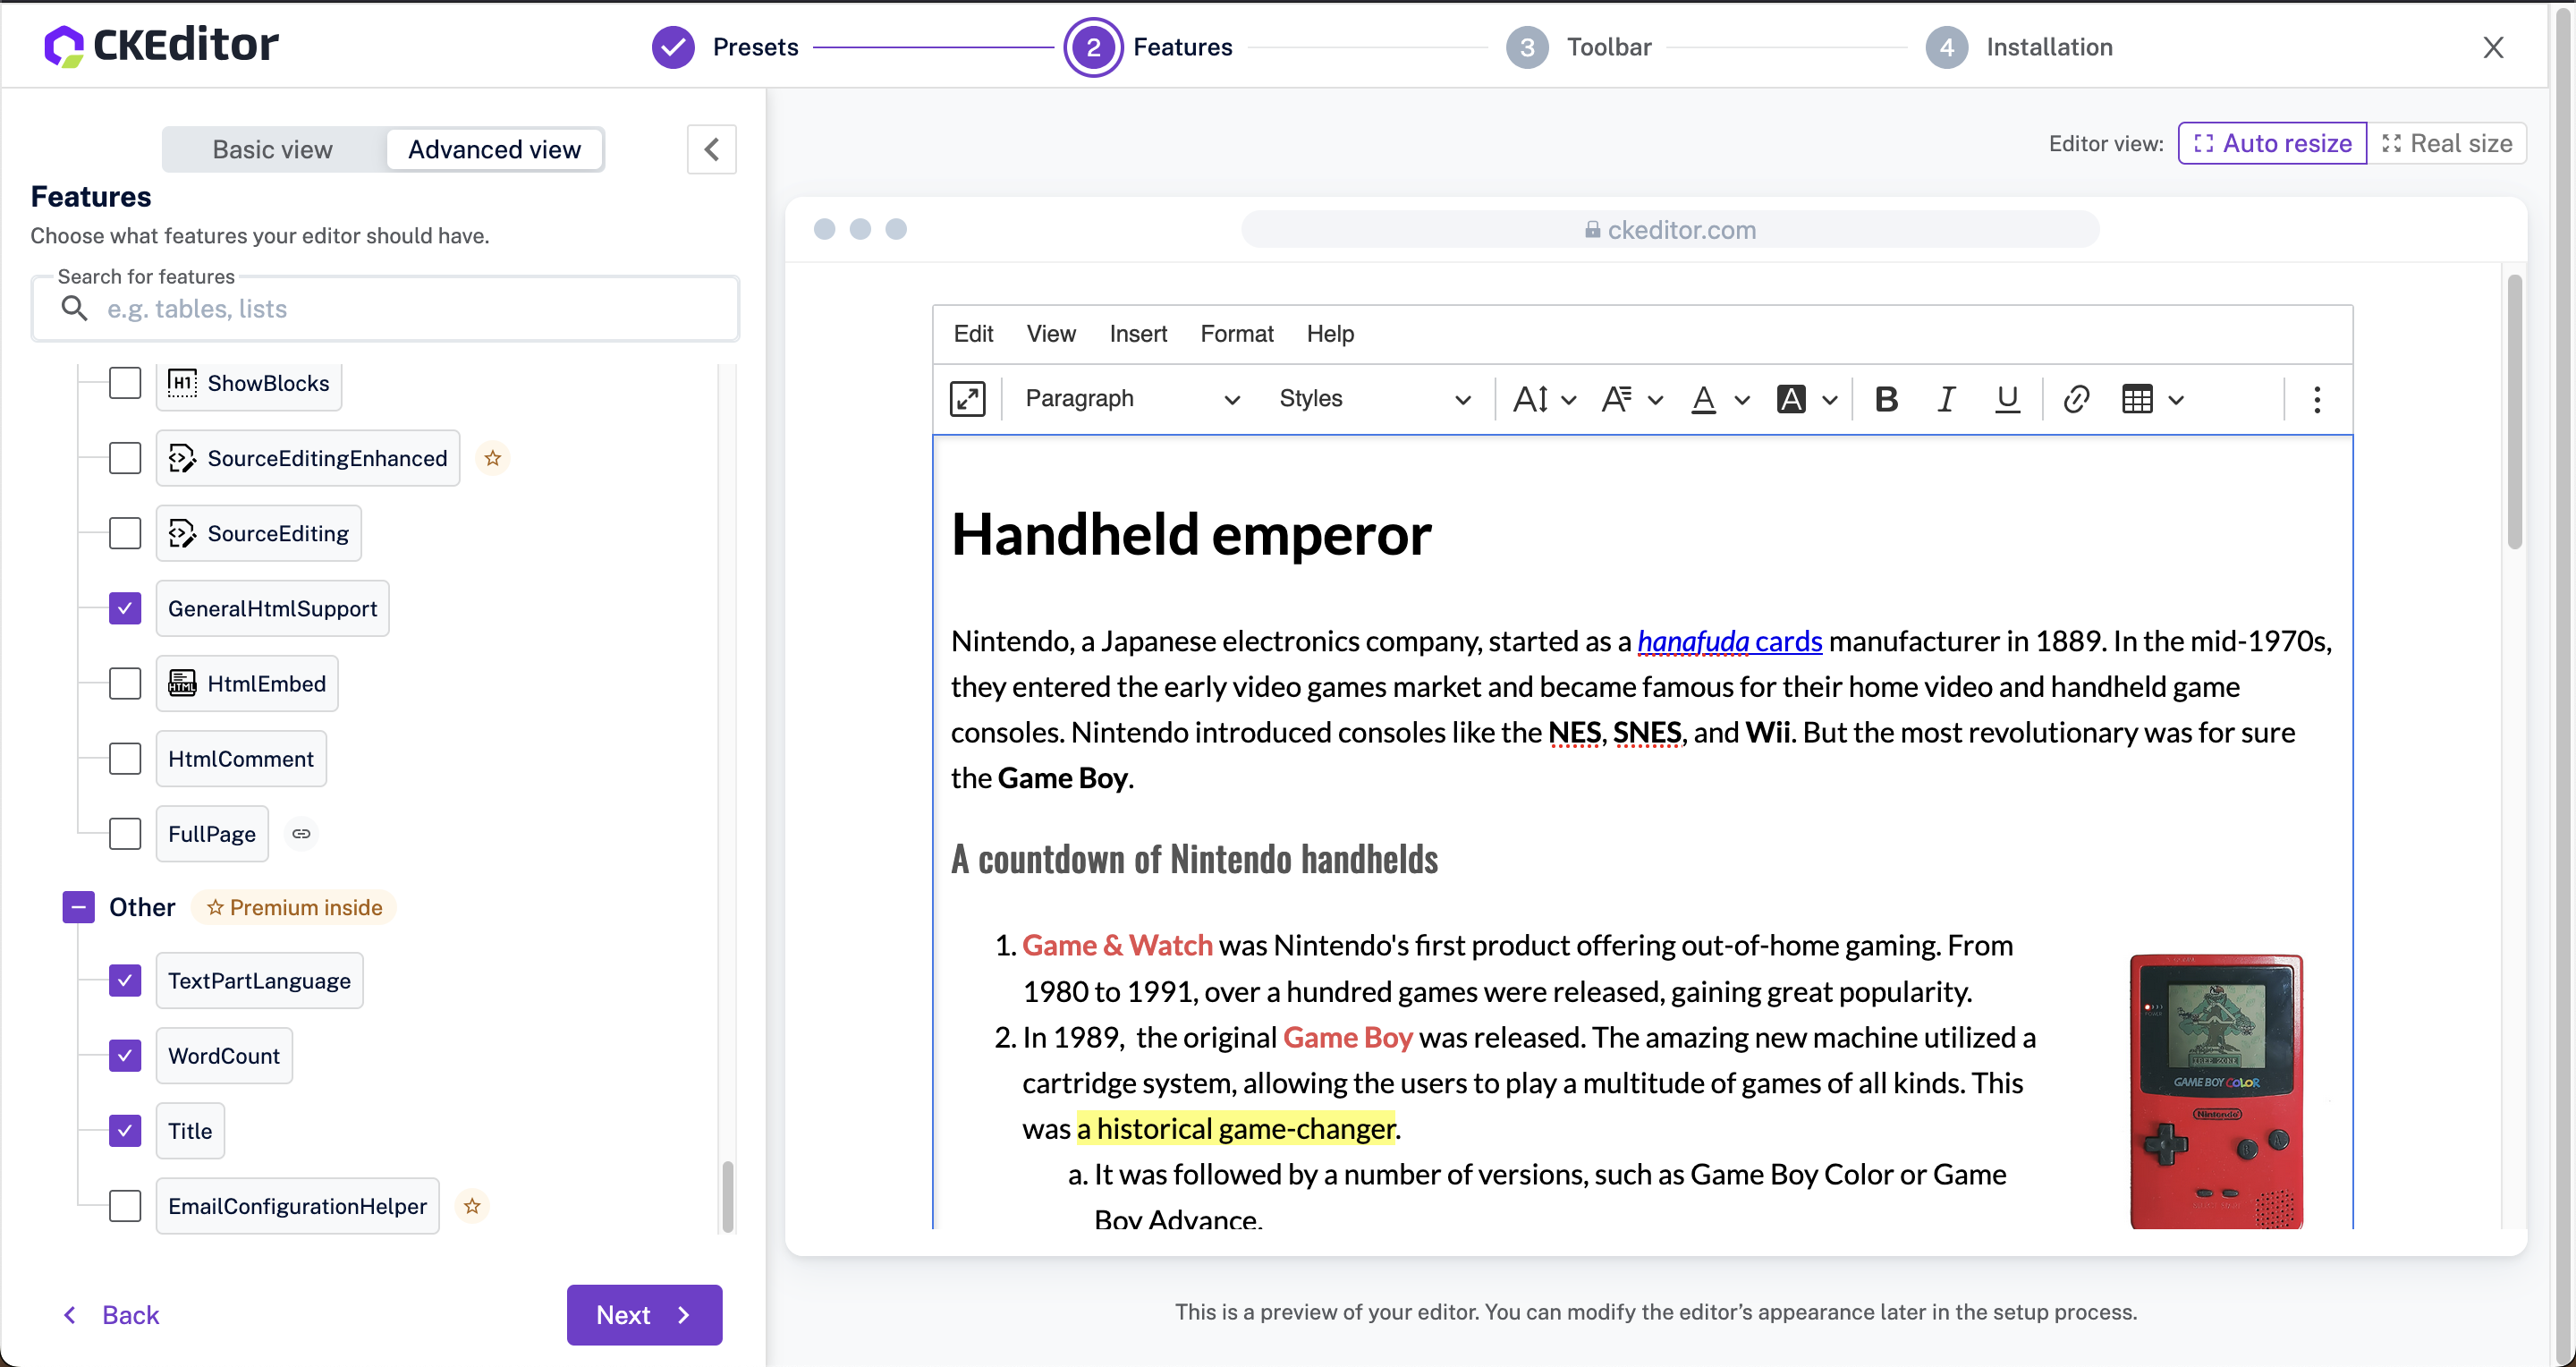 CKEditor
Presets
2
Features
3
Toolbar
4
Installation
Basic view
Advanced view
Features
Choose what features your editor should have.
Search for features
e.g. tables, lists
H1 ShowBlocks
SourceEditingEnhanced
SourceEditing
GeneralHtmlSupport
HTML HtmlEmbed
HtmlComment
FullPage
Other
Premium inside
TextPartLanguage
WordCount
Title
EmailConfigurationHelper
Back
Next
Editor view:
Auto resize
Real size
ckeditor.com
Edit View Insert Format Help
Paragraph
Styles
A A A A B I U
Handheld emperor
Nintendo, a Japanese electronics company, started as a hanafuda cards manufacturer in 1889. In the mid-1970s,
they entered the early video games market and became famous for their home video and handheld game
consoles. Nintendo introduced consoles like the NES, SNES, and Wii. But the most revolutionary was for sure
the Game Boy.
A countdown of Nintendo handhelds
1. Game & Watch was Nintendo's first product offering out-of-home gaming. From
1980 to 1991, over a hundred games were released, gaining great popularity.
2. In 1989,  the original Game Boy was released. The amazing new machine utilized a
cartridge system, allowing the users to play a multitude of games of all kinds. This
was a historical game-changer.
a. It was followed by a number of versions, such as Game Boy Color or Game
Boy Advance.
GAME BOY COLOR
Nintendo
B A
This is a preview of your editor. You can modify the editor’s appearance later in the setup process.